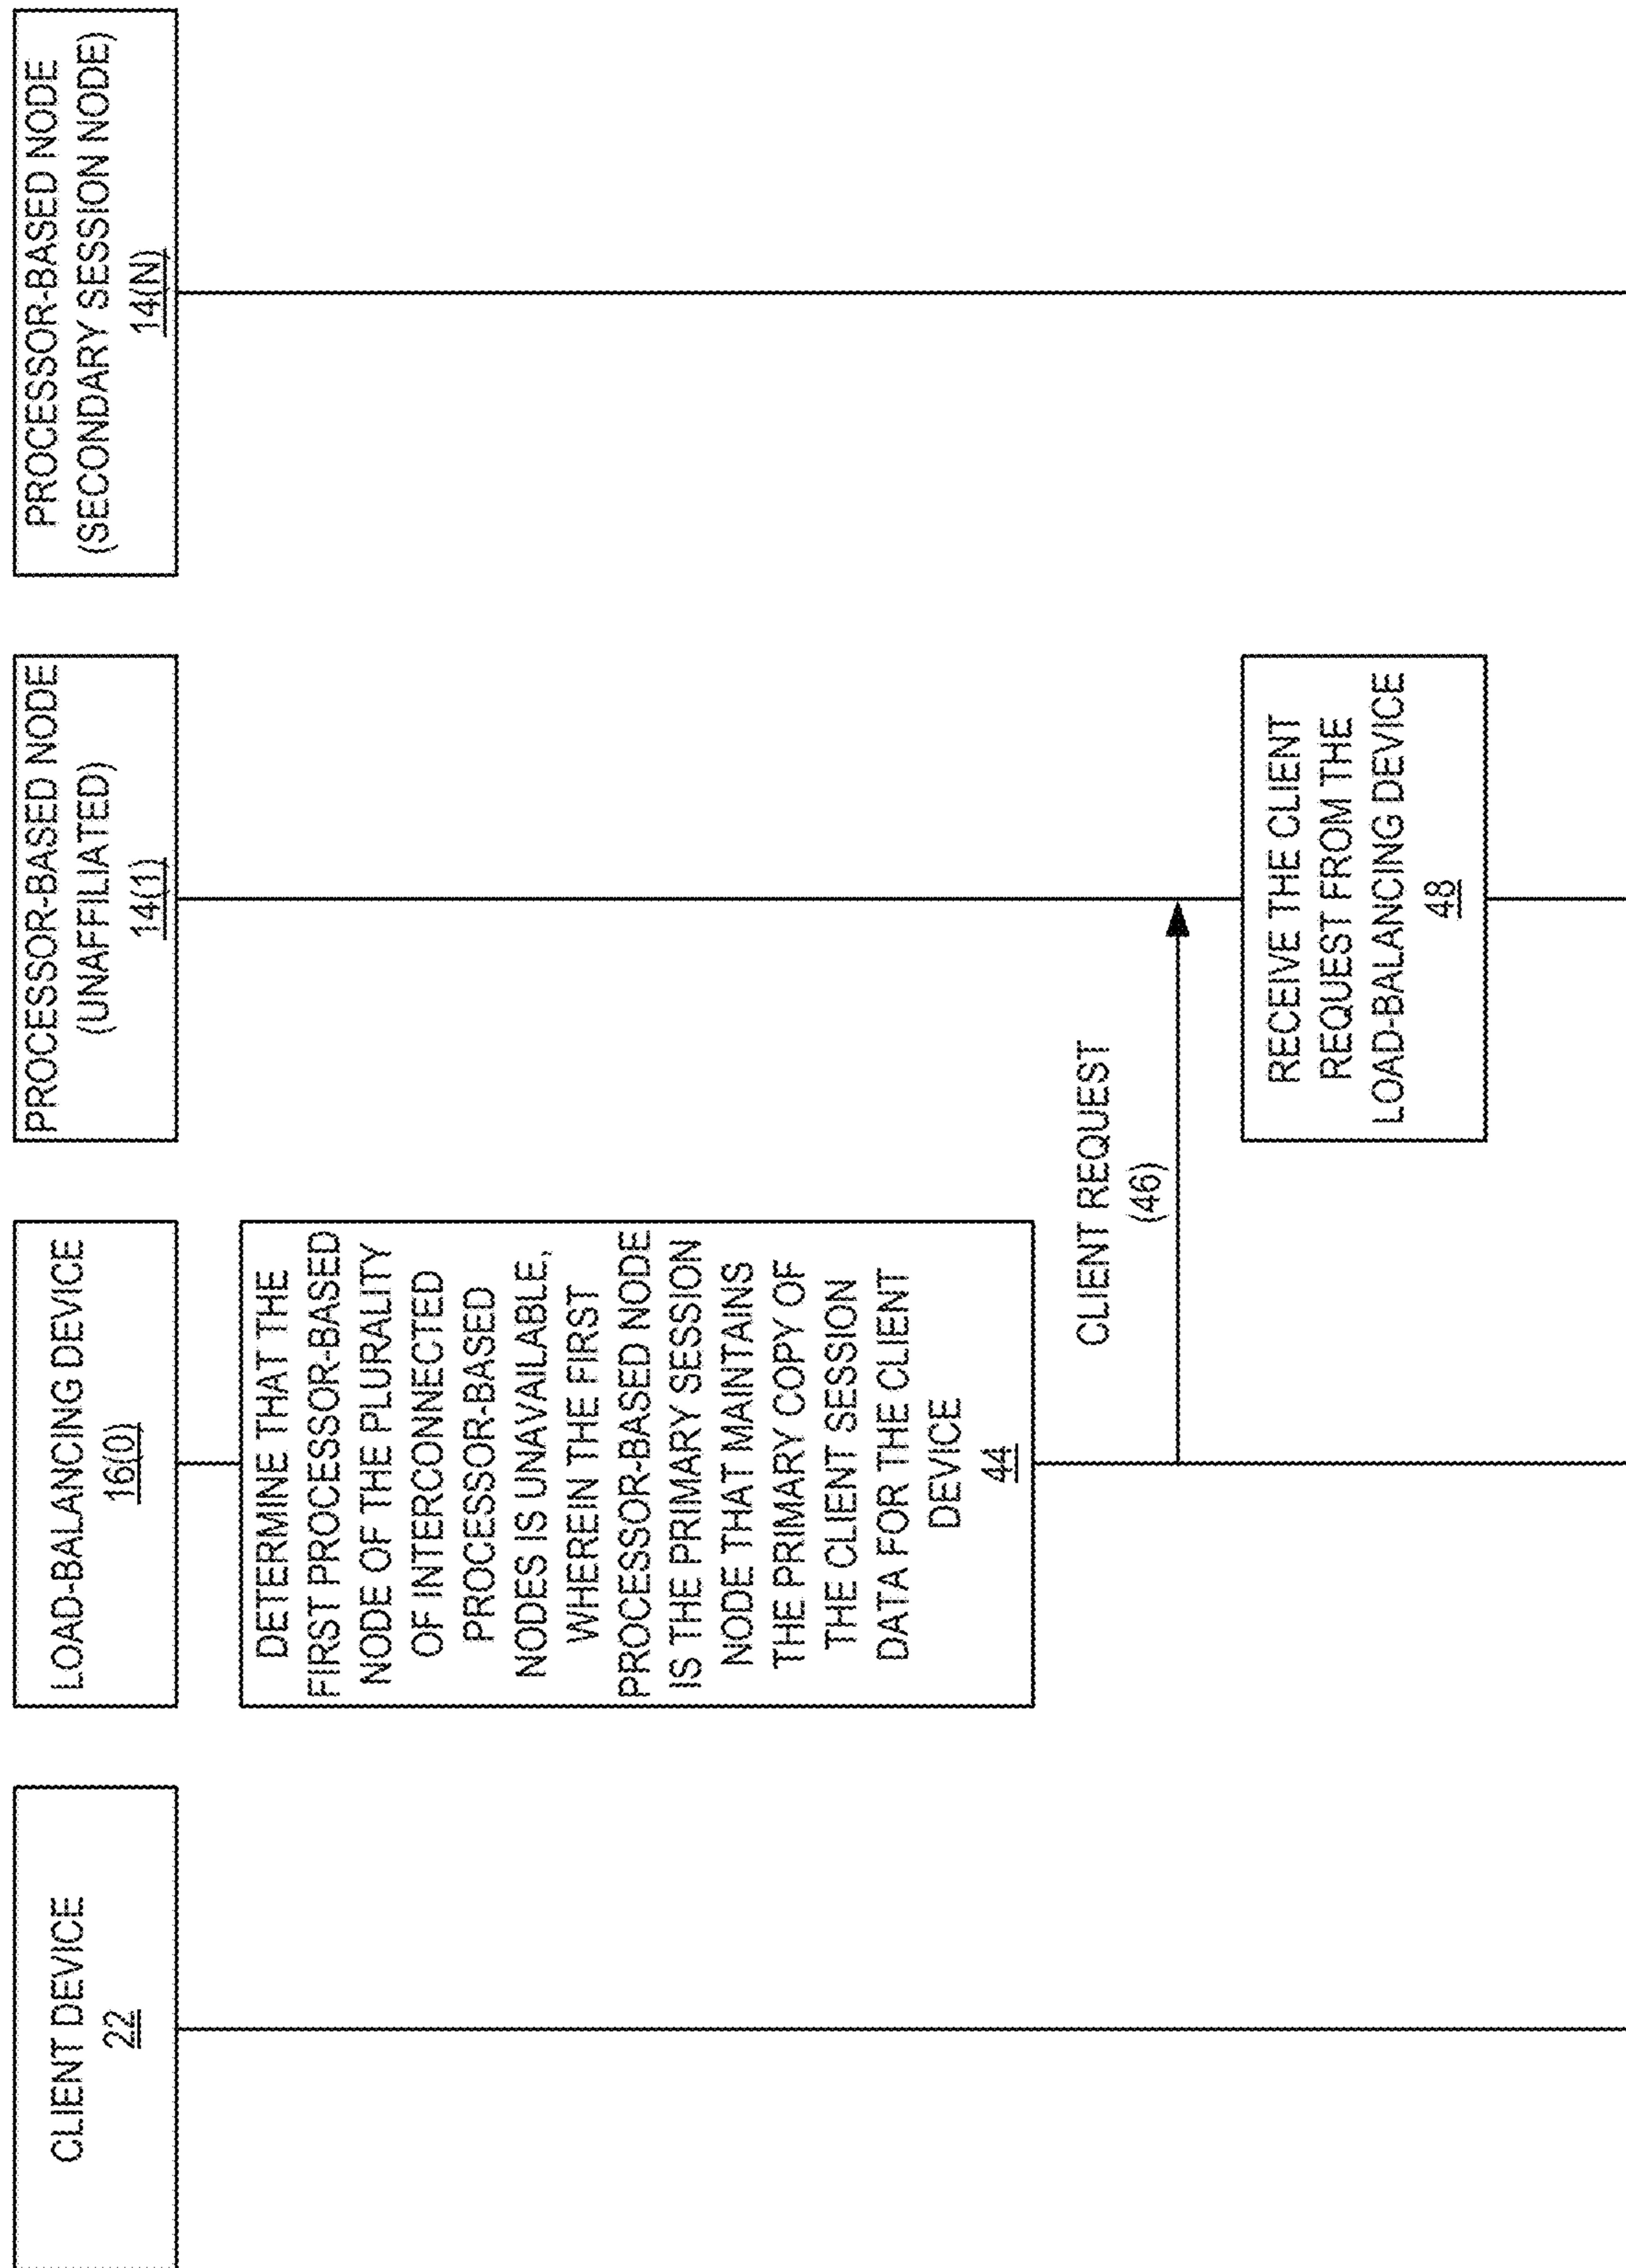 CLIENT DEVICE
22
LOAD-BALANCING DEVICE
16(0)
PROCESSOR-BASED NODE
(UNAFFILIATED)
14(1)
PROCESSOR-BASED NODE
(SECONDARY SESSION NODE)
14(N)
DETERMINE THAT THE
FIRST PROCESSOR-BASED
NODE OF THE PLURALITY
OF INTERCONNECTED
PROCESSOR-BASED
NODES IS UNAVAILABLE,
WHEREIN THE FIRST
PROCESSOR-BASED NODE
IS THE PRIMARY SESSION
NODE THAT MAINTAINS
THE PRIMARY COPY OF
THE CLIENT SESSION
DATA FOR THE CLIENT
DEVICE
44
CLIENT REQUEST
(46)
RECEIVE THE CLIENT
REQUEST FROM THE
LOAD-BALANCING DEVICE
48